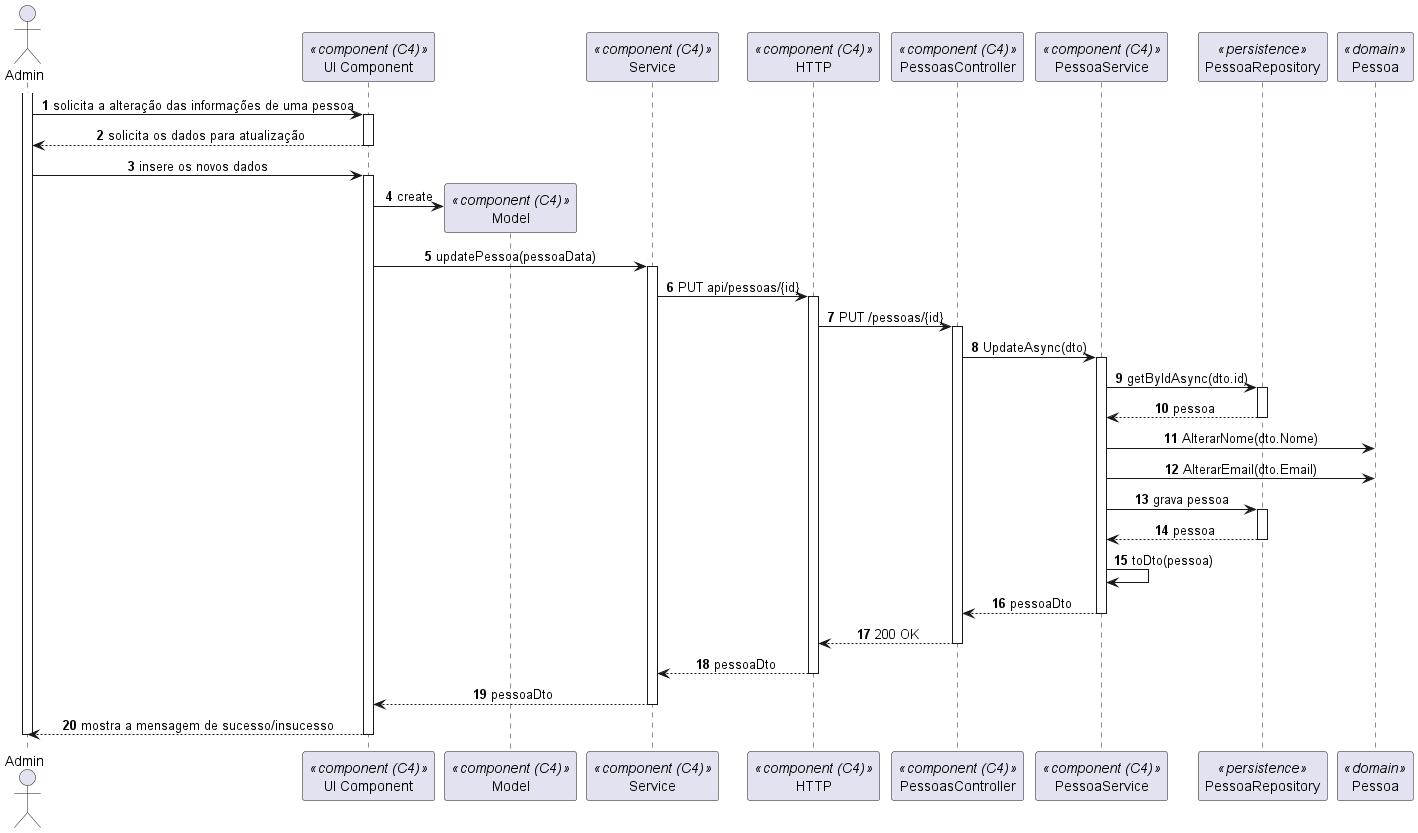 Admin
«component (C4)»
UI Component
«component (C4)»
Service
«component (C4)»
HTTP
«component (C4)»
PessoasController
«component (C4)»
PessoaService
«persistence»
PessoaRepository
«domain»
Pessoa
1 solicita a alteração das informações de uma pessoa
2 solicita os dados para atualização
3 insere os novos dados
4 create
«component (C4)»
Model
5 updatePessoa(pessoaData)
6 PUT api/pessoas/{id}
7 PUT /pessoas/{id}
8 UpdateAsync(dto)
9 getByIdAsync(dto.id)
10 pessoa
11 AlterarNome(dto.Nome)
12 AlterarEmail(dto.Email)
13 grava pessoa
14 pessoa
15 toDto(pessoa)
16 pessoaDto
17 200 OK
18 pessoaDto
19 pessoaDto
20 mostra a mensagem de sucesso/insucesso
Admin
«component (C4)»
UI Component
«component (C4)»
Model
«component (C4)»
Service
«component (C4)»
HTTP
«component (C4)»
PessoasController
«component (C4)»
PessoaService
«persistence»
PessoaRepository
«domain»
Pessoa